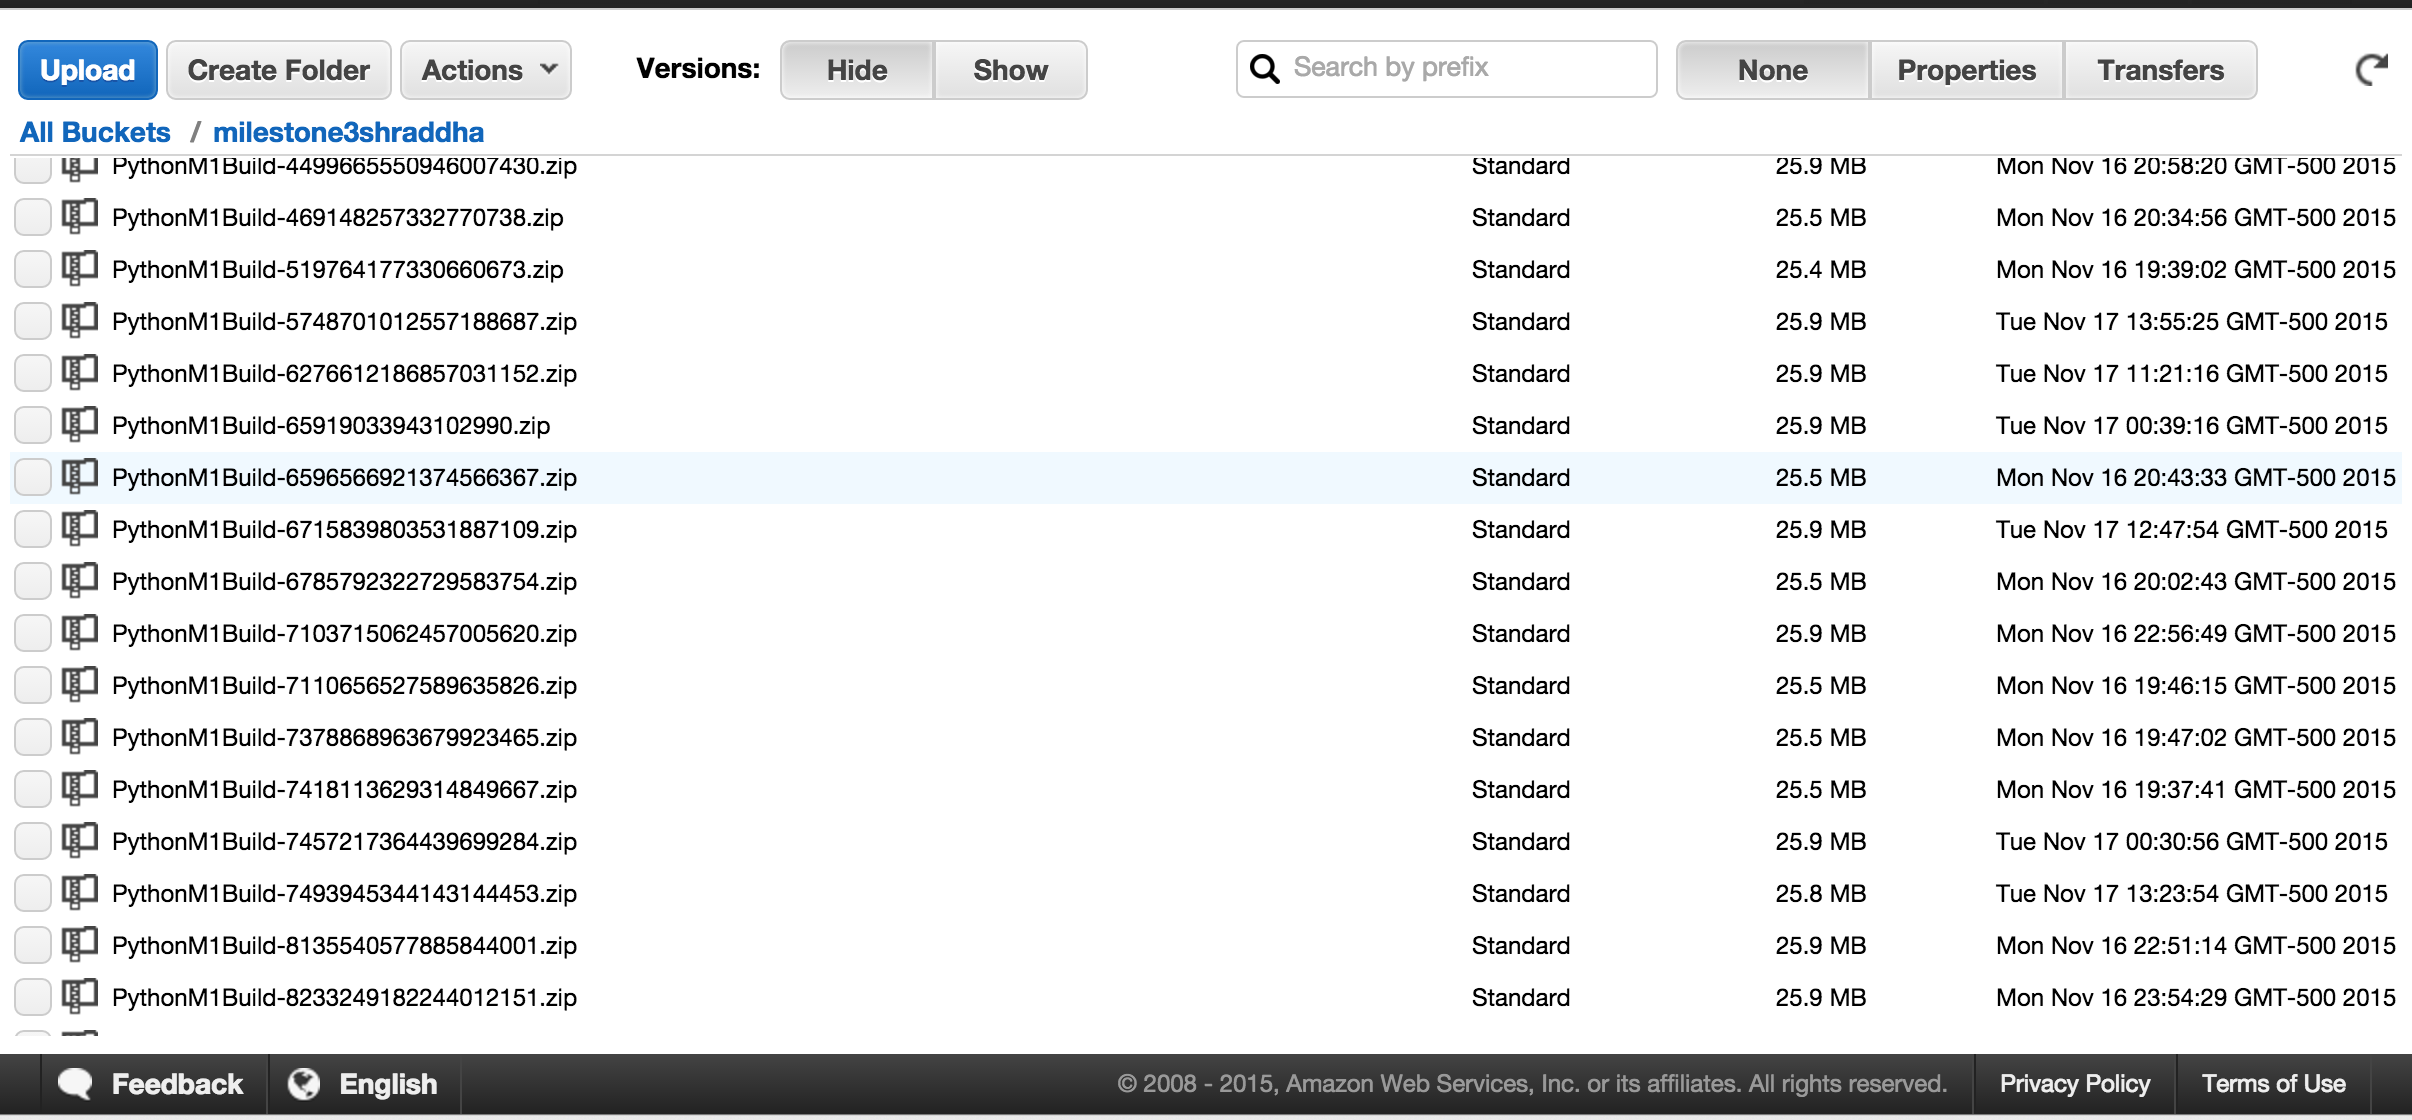 Upload Create Folder Actions Versions: Hide Show Search by prefix None Properties Transfers
All Buckets / milestone3shraddha
PythonM1Build-4499665550946007430.zip Standard 25.9 MB Mon Nov 16 20:58:20 GMT-500 2015
PythonM1Build-469148257332770738.zip Standard 25.5 MB Mon Nov 16 20:34:56 GMT-500 2015
PythonM1Build-519764177330660673.zip Standard 25.4 MB Mon Nov 16 19:39:02 GMT-500 2015
PythonM1Build-5748701012557188687.zip Standard 25.9 MB Tue Nov 17 13:55:25 GMT-500 2015
PythonM1Build-6276612186857031152.zip Standard 25.9 MB Tue Nov 17 11:21:16 GMT-500 2015
PythonM1Build-65919033943102990.zip Standard 25.9 MB Tue Nov 17 00:39:16 GMT-500 2015
PythonM1Build-6596566921374566367.zip Standard 25.5 MB Mon Nov 16 20:43:33 GMT-500 2015
PythonM1Build-6715839803531887109.zip Standard 25.9 MB Tue Nov 17 12:47:54 GMT-500 2015
PythonM1Build-6785792322729583754.zip Standard 25.5 MB Mon Nov 16 20:02:43 GMT-500 2015
PythonM1Build-7103715062457005620.zip Standard 25.9 MB Mon Nov 16 22:56:49 GMT-500 2015
PythonM1Build-7110656527589635826.zip Standard 25.5 MB Mon Nov 16 19:46:15 GMT-500 2015
PythonM1Build-7378868963679923465.zip Standard 25.5 MB Mon Nov 16 19:47:02 GMT-500 2015
PythonM1Build-7418113629314849667.zip Standard 25.5 MB Mon Nov 16 19:37:41 GMT-500 2015
PythonM1Build-7457217364439699284.zip Standard 25.9 MB Tue Nov 17 00:30:56 GMT-500 2015
PythonM1Build-7493945344143144453.zip Standard 25.8 MB Tue Nov 17 13:23:54 GMT-500 2015
PythonM1Build-8135540577885844001.zip Standard 25.9 MB Mon Nov 16 22:51:14 GMT-500 2015
PythonM1Build-8233249182244012151.zip Standard 25.9 MB Mon Nov 16 23:54:29 GMT-500 2015
Feedback English © 2008 - 2015, Amazon Web Services, Inc. or its affiliates. All rights reserved. Privacy Policy Terms of Use